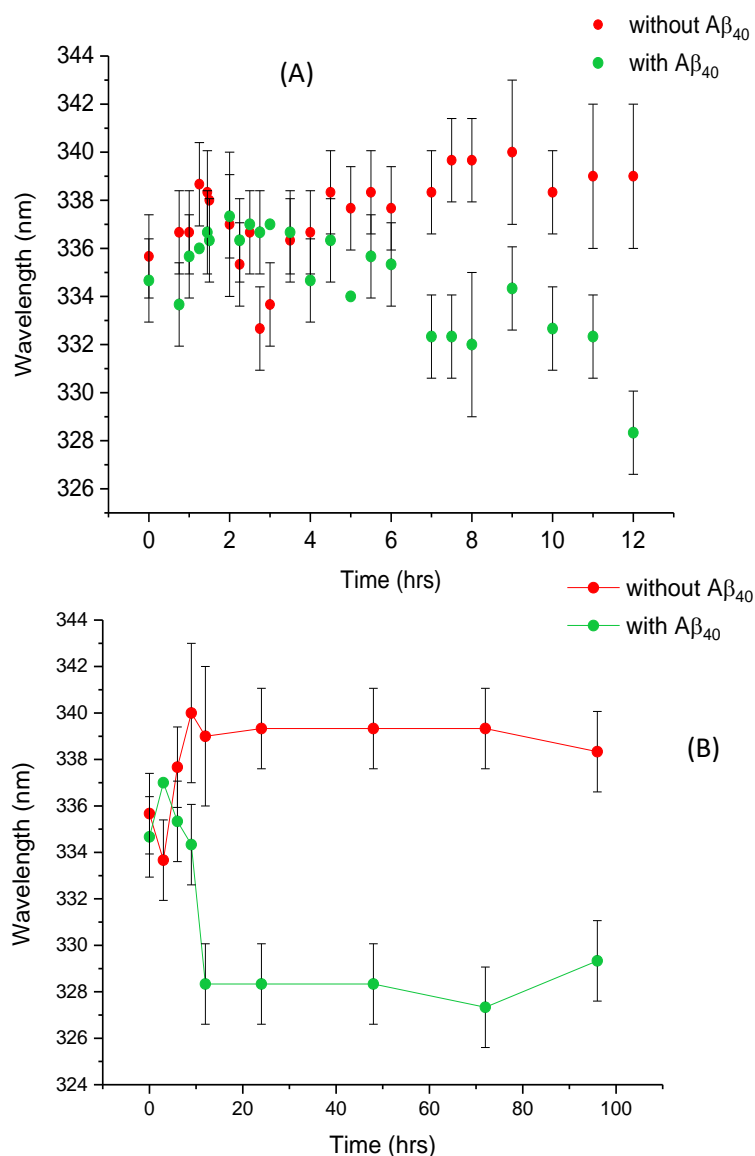 without Aβ40
with Aβ40
(A)
344
342
340
338
336
334
332
330
328
326
Wavelength (nm)
0 2 4 6 8 10 12
Time (hrs)
without Aβ40
with Aβ40
(B)
344
342
340
338
336
334
332
330
328
326
324
Wavelength (nm)
0 20 40 60 80 100
Time (hrs)